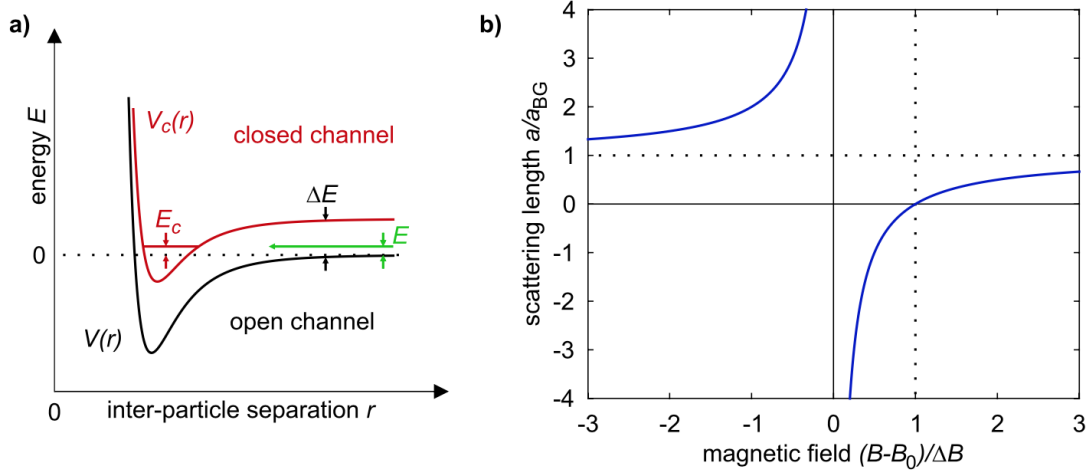 a)
energy E
V_c(r)
closed channel
ΔE
E_c
E
0
V(r)
open channel
0
inter-particle separation r
b)
scattering length a/a_BG
4
3
2
1
0
-1
-2
-3
-4
-3
-2
-1
0
1
2
3
magnetic field (B-B_0)/ΔB